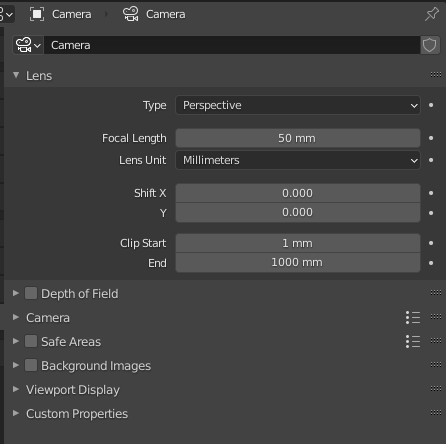 Camera Camera
Camera
Lens
Type Perspective
Focal Length 50 mm
Lens Unit Millimeters
Shift X 0.000
Y 0.000
Clip Start 1 mm
End 1000 mm
Depth of Field
Camera
Safe Areas
Background Images
Viewport Display
Custom Properties